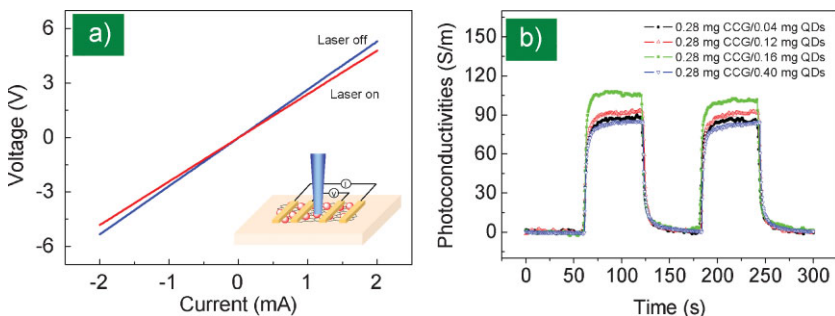 a)
Voltage (V)
6
3
0
-3
-6
Laser off
Laser on
I
V
-2
-1
0
1
2
Current (mA)
b)
Photoconductivities (S/m)
150
120
90
60
30
0
0.28 mg CCG/0.04 mg QDs
0.28 mg CCG/0.12 mg QDs
0.28 mg CCG/0.16 mg QDs
0.28 mg CCG/0.40 mg QDs
0
50
100
150
200
250
300
Time (s)